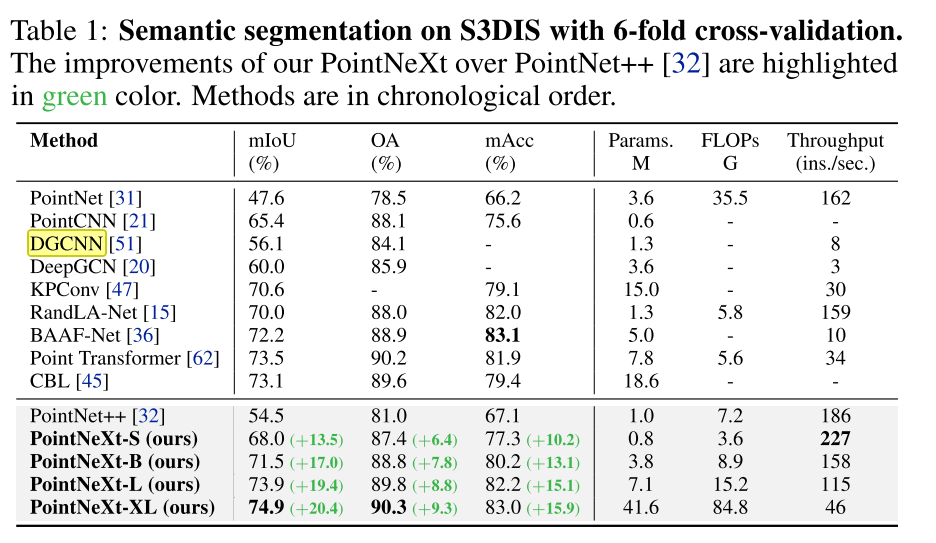 Table 1: Semantic segmentation on S3DIS with 6-fold cross-validation.
The improvements of our PointNeXt over PointNet++ [32] are highlighted
in green color. Methods are in chronological order.
Method mIoU OA mAcc Params. FLOPs Throughput
(%) (%) (%) M G (ins./sec.)
PointNet [31] 47.6 78.5 66.2 3.6 35.5 162
PointCNN [21] 65.4 88.1 75.6 0.6 - -
DGCNN [51] 56.1 84.1 - 1.3 - 8
DeepGCN [20] 60.0 85.9 - 3.6 - 3
KPConv [47] 70.6 - 79.1 15.0 - 30
RandLA-Net [15] 70.0 88.0 82.0 1.3 5.8 159
BAAF-Net [36] 72.2 88.9 83.1 5.0 - 10
Point Transformer [62] 73.5 90.2 81.9 7.8 5.6 34
CBL [45] 73.1 89.6 79.4 18.6 - -
PointNet++ [32] 54.5 81.0 67.1 1.0 7.2 186
PointNeXt-S (ours) 68.0 (+13.5) 87.4 (+6.4) 77.3 (+10.2) 0.8 3.6 227
PointNeXt-B (ours) 71.5 (+17.0) 88.8 (+7.8) 80.2 (+13.1) 3.8 8.9 158
PointNeXt-L (ours) 73.9 (+19.4) 89.8 (+8.8) 82.2 (+15.1) 7.1 15.2 115
PointNeXt-XL (ours) 74.9 (+20.4) 90.3 (+9.3) 83.0 (+15.9) 41.6 84.8 46